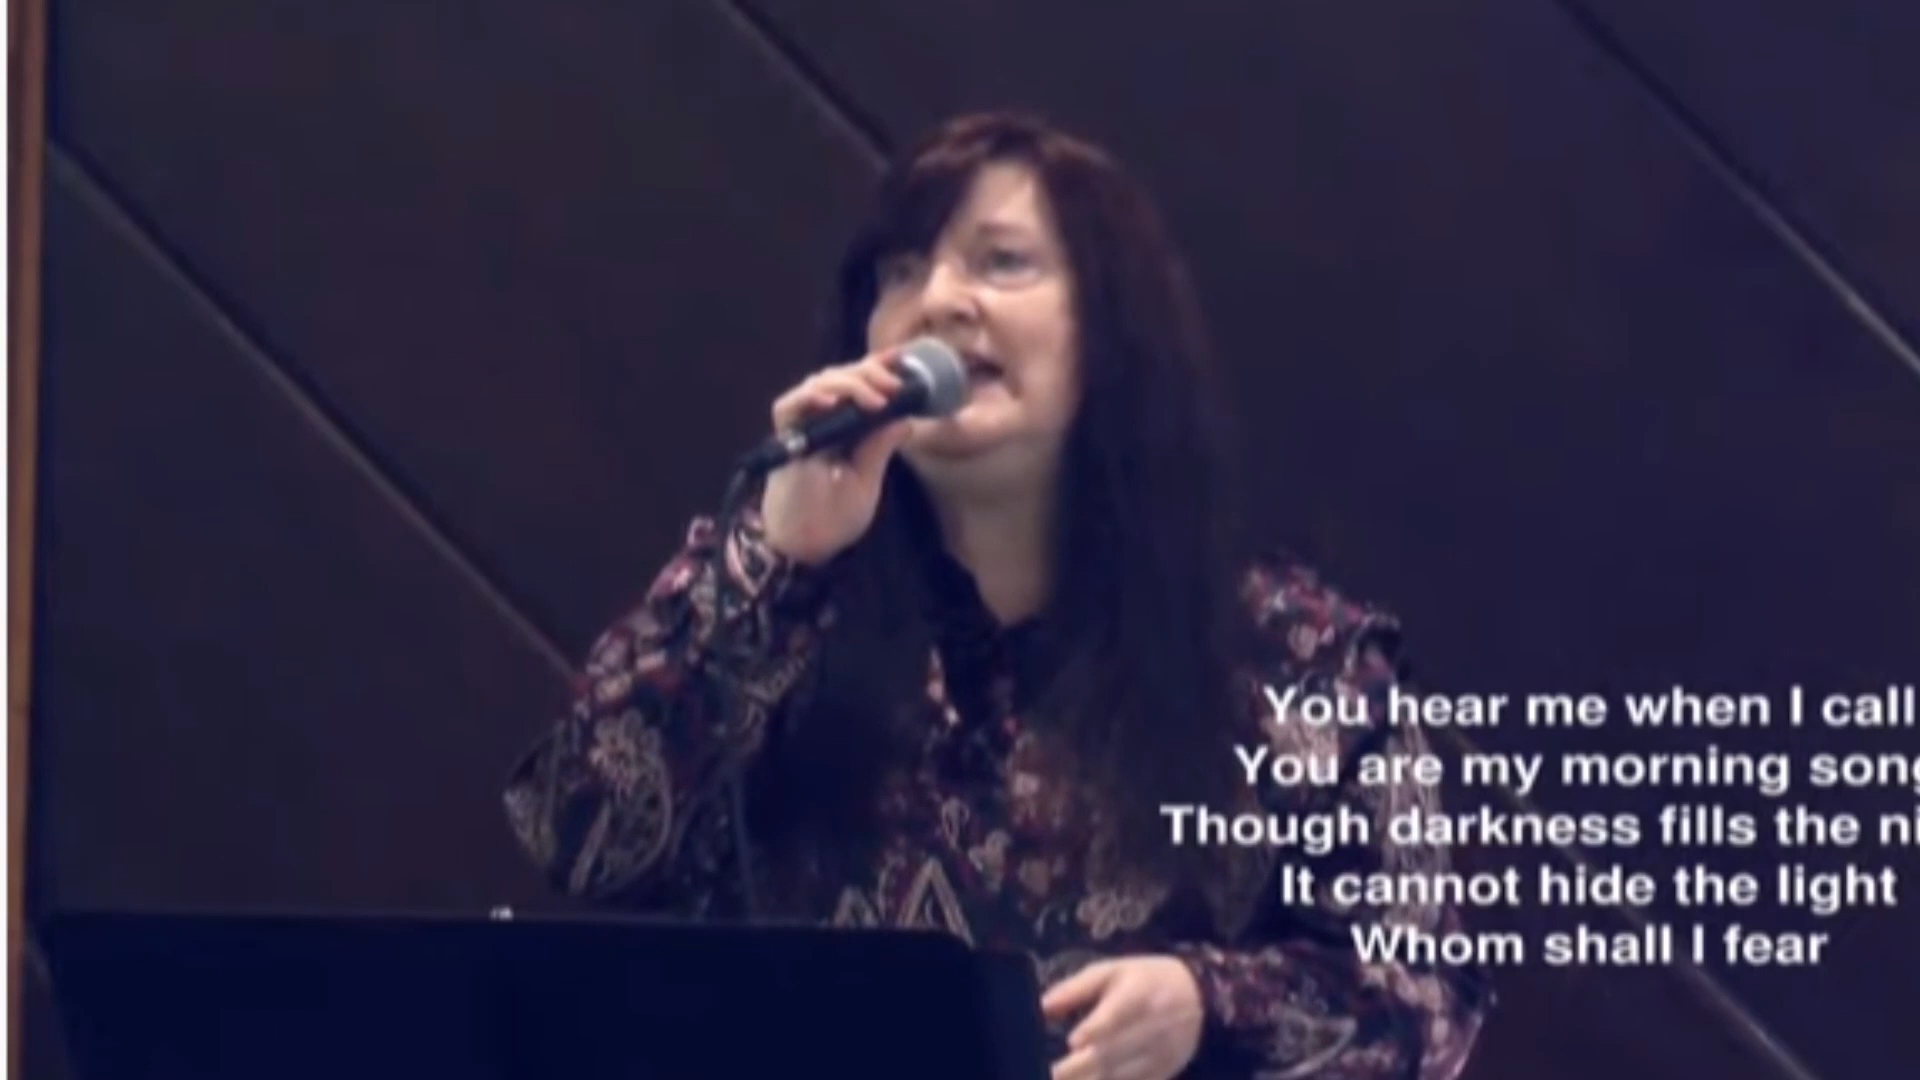 You hear me when I call
You are my morning song
Though darkness fills the
It cannot hide the light
Whom shall I fear